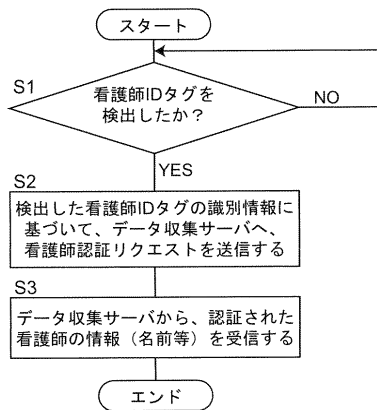 スタート
S1
看護師IDタグを
検出したか？
NO
YES
S2
検出した看護師IDタグの識別情報に
基づいて、データ収集サーバへ、
看護師認証リクエストを送信する
S3
データ収集サーバから、認証された
看護師の情報（名前等）を受信する
エンド